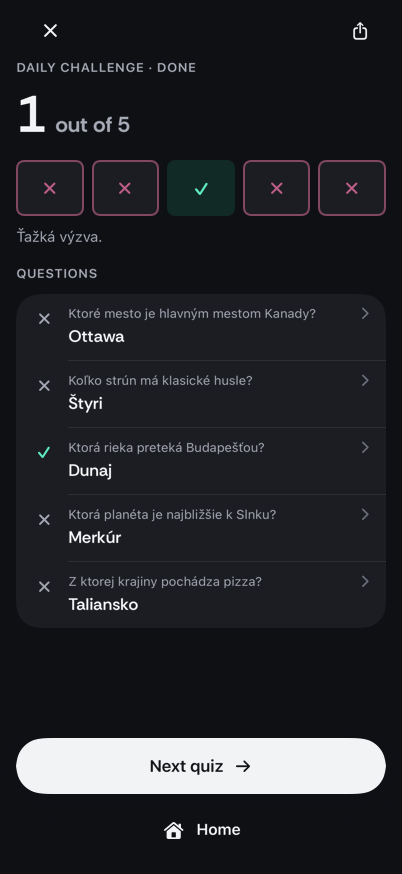 DAILY CHALLENGE · DONE
1 out of 5
Ťažká výzva.
QUESTIONS
Ktoré mesto je hlavným mestom Kanady?
Ottawa
Koľko strún má klasické husle?
Štyri
Ktorá rieka preteká Budapešťou?
Dunaj
Ktorá planéta je najbližšie k Slnku?
Merkúr
Z ktorej krajiny pochádza pizza?
Taliansko
Next quiz →
Home